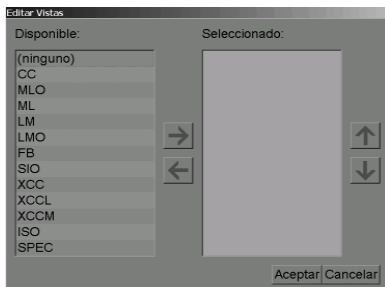 Editar Vistas
Disponible:
Seleccionado:
(ninguno)
CC
MLO
ML
LM
LMO
FB
SIO
XCC
XCCL
XCCM
ISO
SPEC
Aceptar
Cancelar